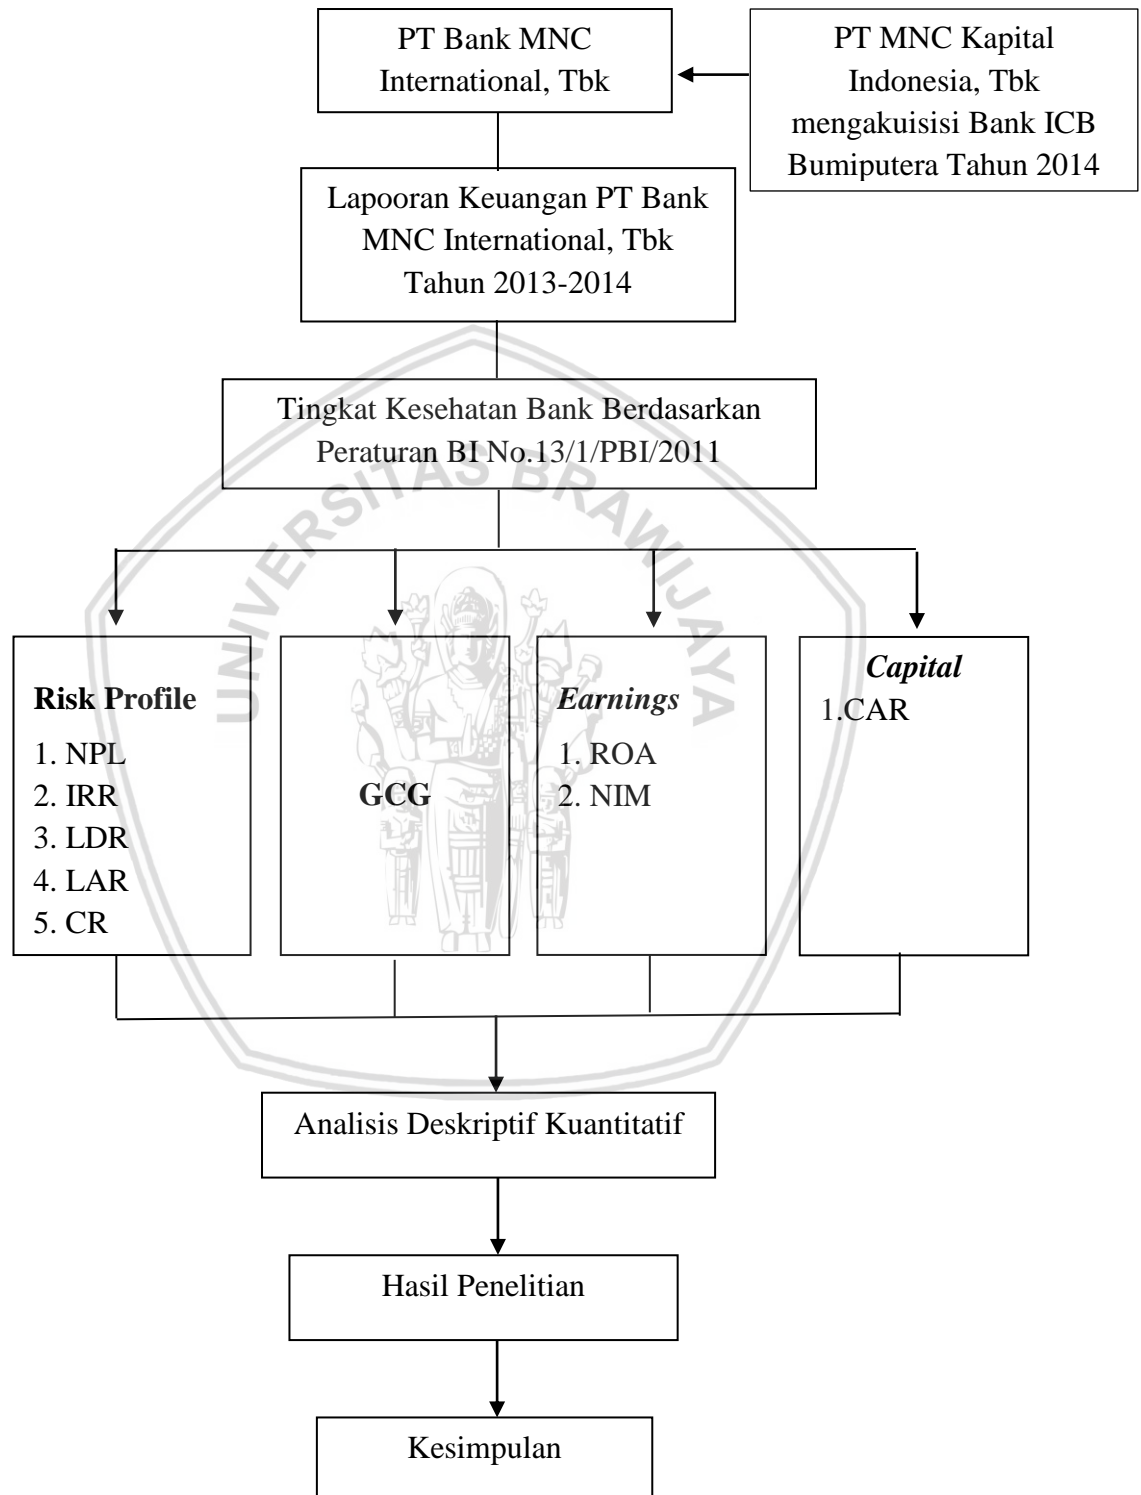 PT Bank MNC
International, Tbk
PT MNC Kapital
Indonesia, Tbk
mengakuisisi Bank ICB
Bumiputera Tahun 2014
Lapooran Keuangan PT Bank
MNC International, Tbk
Tahun 2013-2014
Tingkat Kesehatan Bank Berdasarkan
Peraturan BI No.13/1/PBI/2011
UNIVERSITAS BRAWIJAYA
Risk Profile
1. NPL
2. IRR
3. LDR
4. LAR
5. CR
GCG
Earnings
1. ROA
2. NIM
Capital
1.CAR
Analisis Deskriptif Kuantitatif
Hasil Penelitian
Kesimpulan